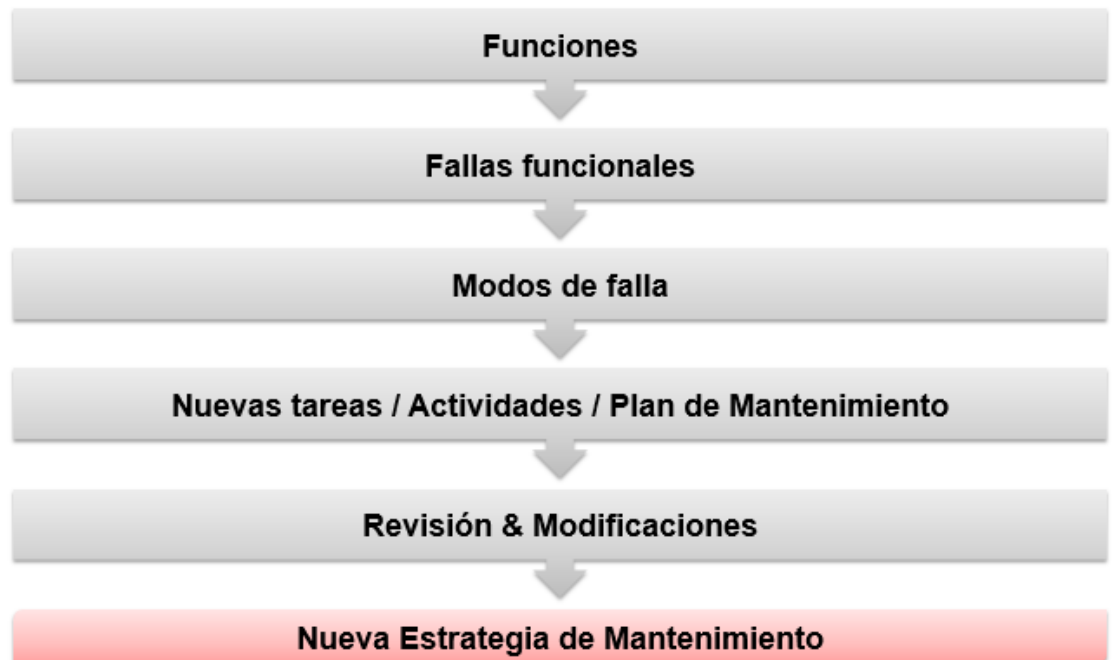 Funciones
Fallas funcionales
Modos de falla
Nuevas tareas / Actividades / Plan de Mantenimiento
Revisión & Modificaciones
Nueva Estrategia de Mantenimiento